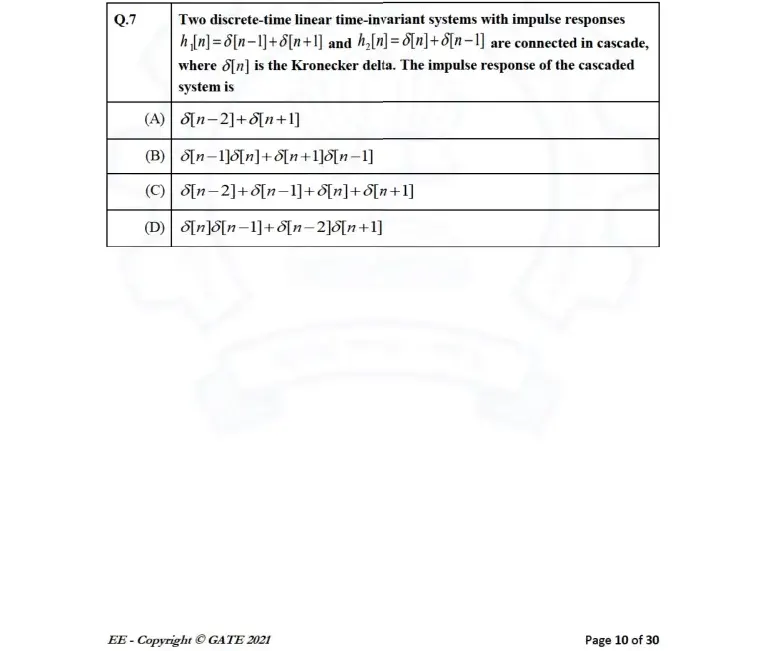 Q.7 Two discrete-time linear time-invariant systems with impulse responses
h₁[n]=δ[n−1]+δ[n+1] and h₂[n]=δ[n]+δ[n−1] are connected in cascade,
where δ[n] is the Kronecker delta. The impulse response of the cascaded
system is
(A) δ[n−2]+δ[n+1]
(B) δ[n−1]δ[n]+δ[n+1]δ[n−1]
(C) δ[n−2]+δ[n−1]+δ[n]+δ[n+1]
(D) δ[n]δ[n−1]+δ[n−2]δ[n+1]
EE - Copyright © GATE 2021 Page 10 of 30